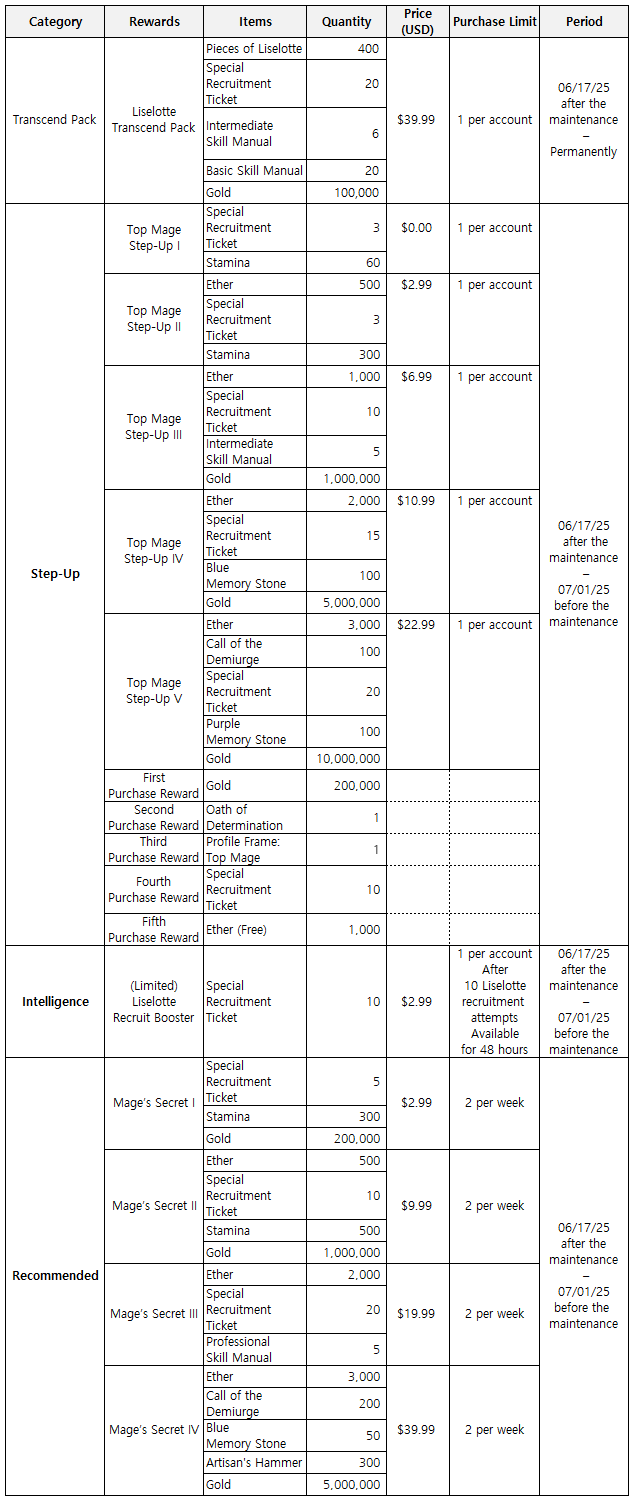 Category Rewards Items Quantity Price (USD) Purchase Limit Period
Transcend Pack
Liselotte
Transcend Pack
Pieces of Liselotte 400
Special
Recruitment
Ticket
20
Intermediate
Skill Manual
6
Basic Skill Manual 20
Gold 100,000
$39.99
1 per account
06/17/25
after the
maintenance
–
Permanently
Step-Up
Top Mage
Step-Up I
Special
Recruitment
Ticket
3
Stamina 60
$0.00
1 per account
Top Mage
Step-Up II
Ether 500
Special
Recruitment
Ticket
3
Stamina 300
$2.99
1 per account
Top Mage
Step-Up III
Ether 1,000
Special
Recruitment
Ticket
10
Intermediate
Skill Manual
5
Gold 1,000,000
$6.99
1 per account
Top Mage
Step-Up IV
Ether 2,000
Special
Recruitment
Ticket
15
Blue
Memory Stone
100
Gold 5,000,000
$10.99
1 per account
Top Mage
Step-Up V
Ether 3,000
Call of the
Demiurge
100
Special
Recruitment
Ticket
20
Purple
Memory Stone
100
Gold 10,000,000
$22.99
1 per account
First
Purchase Reward
Gold 200,000
Second
Purchase Reward
Oath of
Determination
1
Third
Purchase Reward
Profile Frame:
Top Mage
1
Fourth
Purchase Reward
Special
Recruitment
Ticket
10
Fifth
Purchase Reward
Ether (Free) 1,000
06/17/25
after the
maintenance
–
07/01/25
before the
maintenance
Intelligence
(Limited)
Liselotte
Recruit Booster
Special
Recruitment
Ticket
10
$2.99
1 per account
After
10 Liselotte
recruitment
attempts
Available
for 48 hours
06/17/25
after the
maintenance
–
07/01/25
before the
maintenance
Recommended
Mage's Secret I
Special
Recruitment
Ticket
5
Stamina 300
Gold 200,000
$2.99
2 per week
Mage's Secret II
Ether 500
Special
Recruitment
Ticket
10
Stamina 500
Gold 1,000,000
$9.99
2 per week
Mage's Secret III
Ether 2,000
Special
Recruitment
Ticket
20
Professional
Skill Manual
5
$19.99
2 per week
Mage's Secret IV
Ether 3,000
Call of the
Demiurge
200
Blue
Memory Stone
50
Artisan's Hammer 300
Gold 5,000,000
$39.99
2 per week
06/17/25
after the
maintenance
–
07/01/25
before the
maintenance